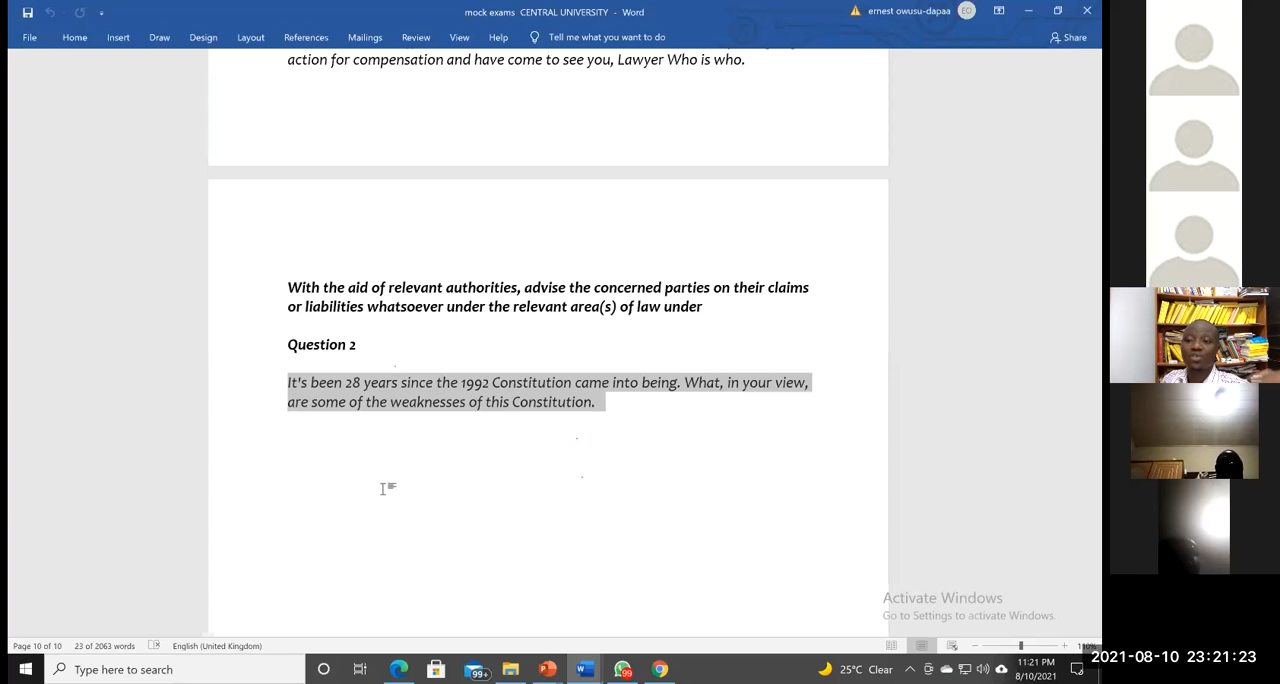 mock exams CENTRAL UNIVERSITY - Word
ernest owusu-dapaa
EO
File Home Insert Draw Design Layout References Mailings Review View Help Tell me what you want to do
Share
action for compensation and have come to see you, Lawyer Who is who.
With the aid of relevant authorities, advise the concerned parties on their claims
or liabilities whatsoever under the relevant area(s) of law under
Question 2
It's been 28 years since the 1992 Constitution came into being. What, in your view,
are some of the weaknesses of this Constitution.
Activate Windows
Go to Settings to activate Windows.
Page 10 of 10 23 of 2063 words English (United Kingdom)
Type here to search
99+
99
25°C Clear
11:21 PM
8/10/2021
2021-08-10 23:21:23